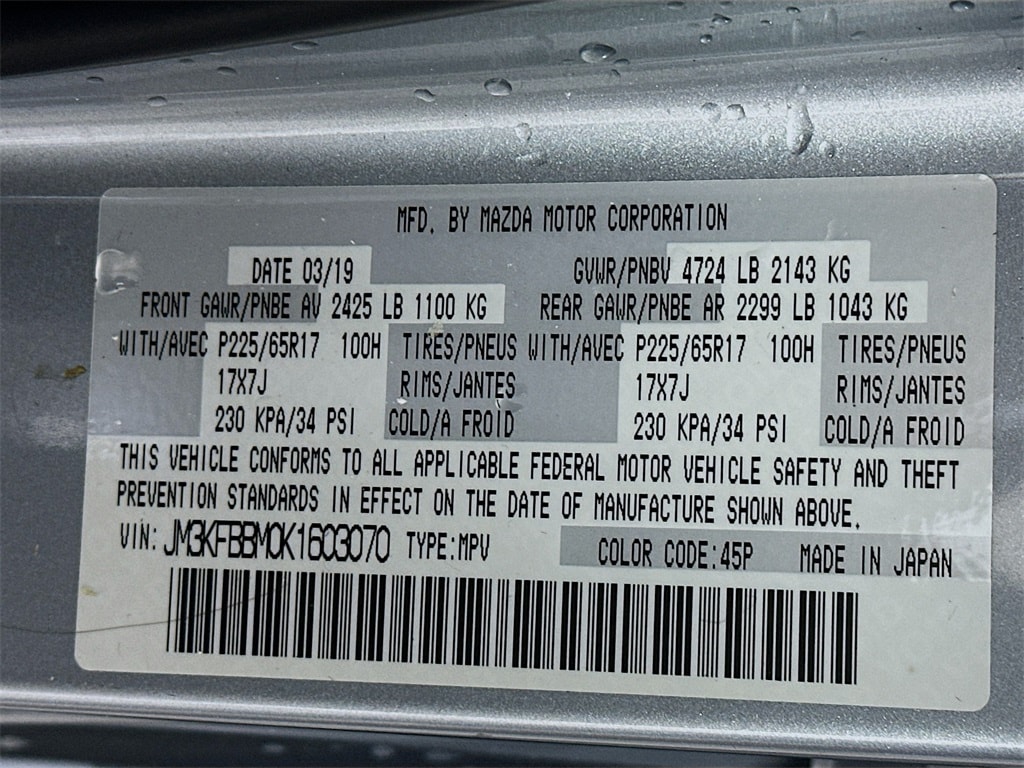 MFD. BY MAZDA MOTOR CORPORATION
DATE 03/19 GVWR/PNBV 4724 LB 2143 KG
FRONT GAWR/PNBE AV 2425 LB 1100 KG REAR GAWR/PNBE AR 2299 LB 1043 KG
WITH/AVEC P225/65R17 100H TIRES/PNEUS WITH/AVEC P225/65R17 100H TIRES/PNEUS
17X7J RIMS/JANTES 17X7J RIMS/JANTES
230 KPA/34 PSI COLD/A FROID 230 KPA/34 PSI COLD/A FROID
THIS VEHICLE CONFORMS TO ALL APPLICABLE FEDERAL MOTOR VEHICLE SAFETY AND THEFT
PREVENTION STANDARDS IN EFFECT ON THE DATE OF MANUFACTURE SHOWN ABOVE.
VIN: JM3KFBBM0K1603070 TYPE:MPV COLOR CODE:45P MADE IN JAPAN